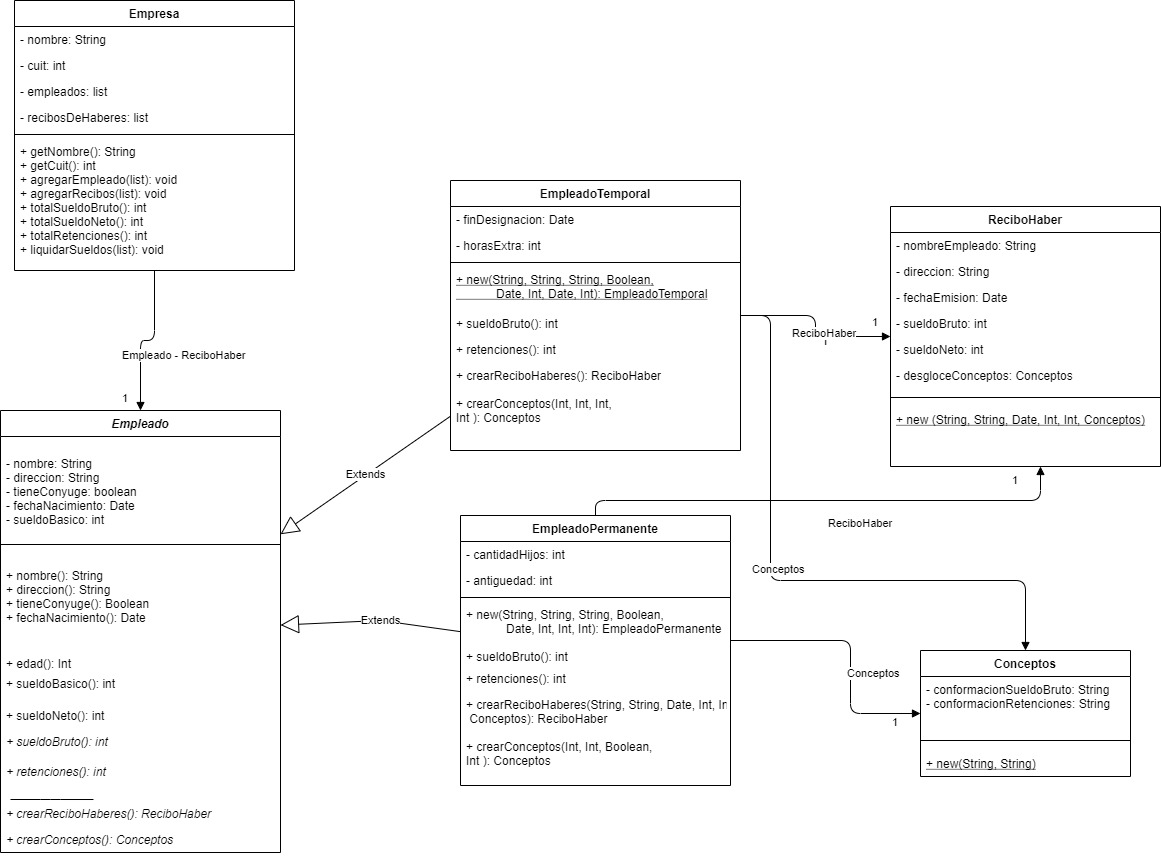 Empresa
- nombre: String
- cuit: int
- empleados: list
- recibosDeHaberes: list
+ getNombre(): String
+ getCuit(): int
+ agregarEmpleado(list): void
+ agregarRecibos(list): void
+ totalSueldoBruto(): int
+ totalSueldoNeto(): int
+ totalRetenciones(): int
+ liquidarSueldos(list): void
Empleado - ReciboHaber
1
Empleado
- nombre: String
- direccion: String
- tieneConyuge: boolean
- fechaNacimiento: Date
- sueldoBasico: int
+ nombre(): String
+ direccion(): String
+ tieneConyuge(): Boolean
+ fechaNacimiento(): Date
+ edad(): Int
+ sueldoBasico(): int
+ sueldoNeto(): int
+ sueldoBruto(): int
+ retenciones(): int
+ crearReciboHaberes(): ReciboHaber
+ crearConceptos(): Conceptos
Extends
Extends
EmpleadoTemporal
- finDesignacion: Date
- horasExtra: int
+ new(String, String, String, Boolean,
Date, Int, Date, Int): EmpleadoTemporal
+ sueldoBruto(): int
+ retenciones(): int
+ crearReciboHaberes(): ReciboHaber
+ crearConceptos(Int, Int, Int,
Int ): Conceptos
EmpleadoPermanente
- cantidadHijos: int
- antiguedad: int
+ new(String, String, String, Boolean,
Date, Int, Int, Int): EmpleadoPermanente
+ sueldoBruto(): int
+ retenciones(): int
+ crearReciboHaberes(String, String, Date, Int, In
Conceptos): ReciboHaber
+ crearConceptos(Int, Int, Boolean,
Int ): Conceptos
ReciboHaber
1
ReciboHaber
- nombreEmpleado: String
- direccion: String
- fechaEmision: Date
- sueldoBruto: int
- sueldoNeto: int
- desgloceConceptos: Conceptos
+ new (String, String, Date, Int, Int, Conceptos)
1
ReciboHaber
Conceptos
Conceptos
1
Conceptos
- conformacionSueldoBruto: String
- conformacionRetenciones: String
+ new(String, String)